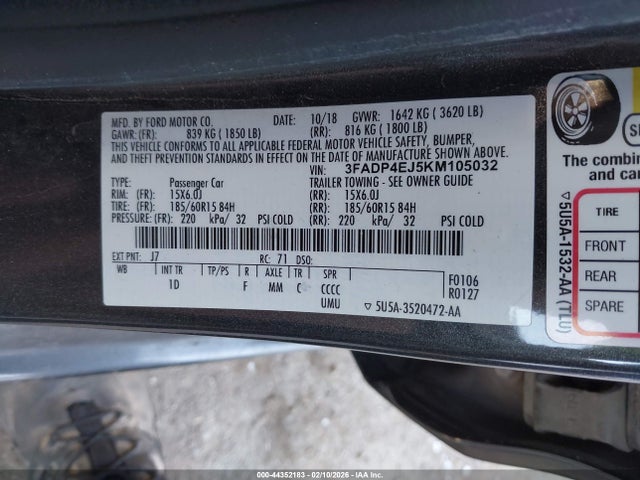 MFD. BY FORD MOTOR CO. DATE: 10/18 GVWR: 1642 KG ( 3620 LB)
GAWR: (FR): 839 KG ( 1850 LB) (RR): 816 KG ( 1800 LB)
THIS VEHICLE CONFORMS TO ALL APPLICABLE FEDERAL MOTOR VEHICLE SAFETY, BUMPER,
AND THEFT PREVENTION STANDARDS IN EFFECT ON THE DATE OF MANUFACTURE SHOWN ABOVE.
VIN: 3FADP4EJ5KM105032
TYPE: Passenger Car TRAILER TOWING - SEE OWNER GUIDE
RIM: (FR): 15X6.0J (RR): 15X6.0J
TIRE: (FR): 185/60R15 84H (RR): 185/60R15 84H
PRESSURE: (FR): 220 kPa/ 32 PSI COLD (RR): 220 kPa/ 32 PSI COLD
EXT PNT: J7 RC: 71 DSO:
WB INT TR TP/PS R AXLE TR SPR
1D F MM C CCCC
UMU
F0106
R0127
5U5A-3520472-AA
5U5A-1532-AA (TLU)
The combin
and car
TIRE
FRONT
REAR
SPARE
© 000-44352183 - 02/10/2026 - IAAI.com